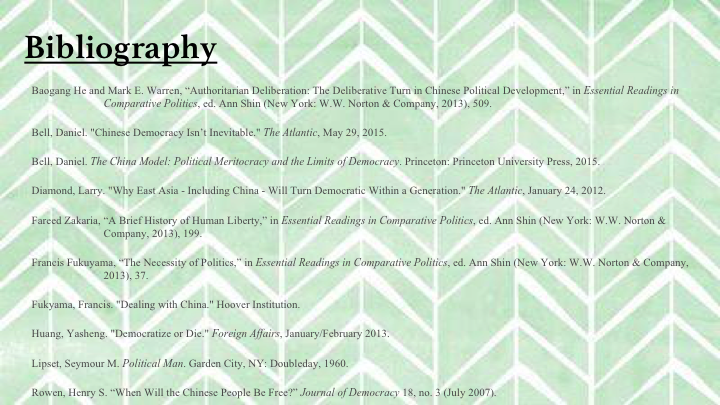 Bibliography
Baogang He and Mark E. Warren, “Authoritarian Deliberation: The Deliberative Turn in Chinese Political Development,” in Essential Readings in
Comparative Politics, ed. Ann Shin (New York: W.W. Norton & Company, 2013), 509.
Bell, Daniel. "Chinese Democracy Isn’t Inevitable." The Atlantic, May 29, 2015.
Bell, Daniel. The China Model: Political Meritocracy and the Limits of Democracy. Princeton: Princeton University Press, 2015.
Diamond, Larry. "Why East Asia - Including China - Will Turn Democratic Within a Generation." The Atlantic, January 24, 2012.
Fareed Zakaria, “A Brief History of Human Liberty,” in Essential Readings in Comparative Politics, ed. Ann Shin (New York: W.W. Norton &
Company, 2013), 199.
Francis Fukuyama, “The Necessity of Politics,” in Essential Readings in Comparative Politics, ed. Ann Shin (New York: W.W. Norton & Company,
2013), 37.
Fukyama, Francis. "Dealing with China." Hoover Institution.
Huang, Yasheng. "Democratize or Die." Foreign Affairs, January/February 2013.
Lipset, Seymour M. Political Man. Garden City, NY: Doubleday, 1960.
Rowen, Henry S. “When Will the Chinese People Be Free?” Journal of Democracy 18, no. 3 (July 2007).